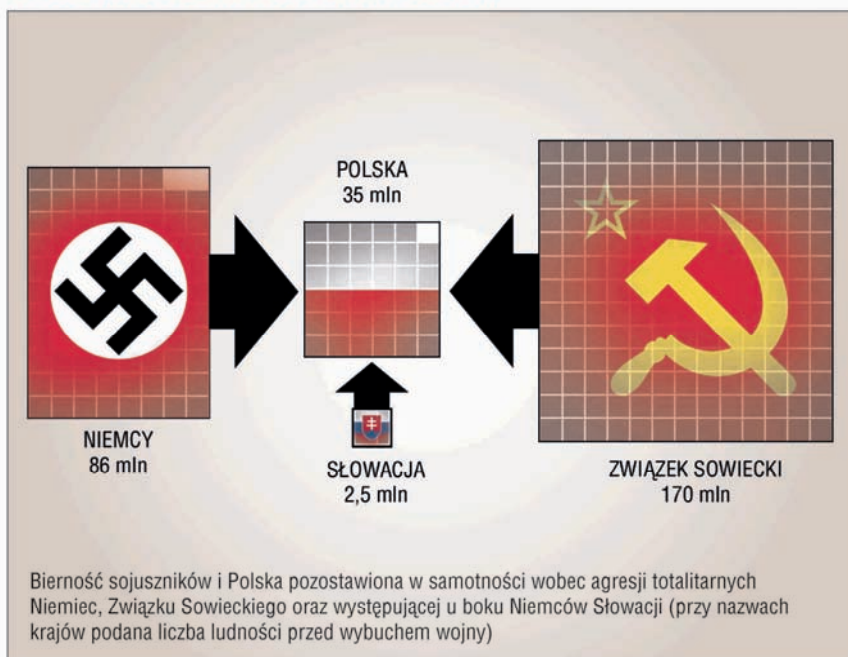 POLSKA
35 mln
NIEMCY
86 mln
SŁOWACJA
2,5 mln
ZWIĄZEK SOWIECKI
170 mln
Bierność sojuszników i Polska pozostawiona w samotności wobec agresji totalitarnych
Niemiec, Związku Sowieckiego oraz występującej u boku Niemców Słowacji (przy nazwach
krajów podana liczba ludności przed wybuchem wojny)